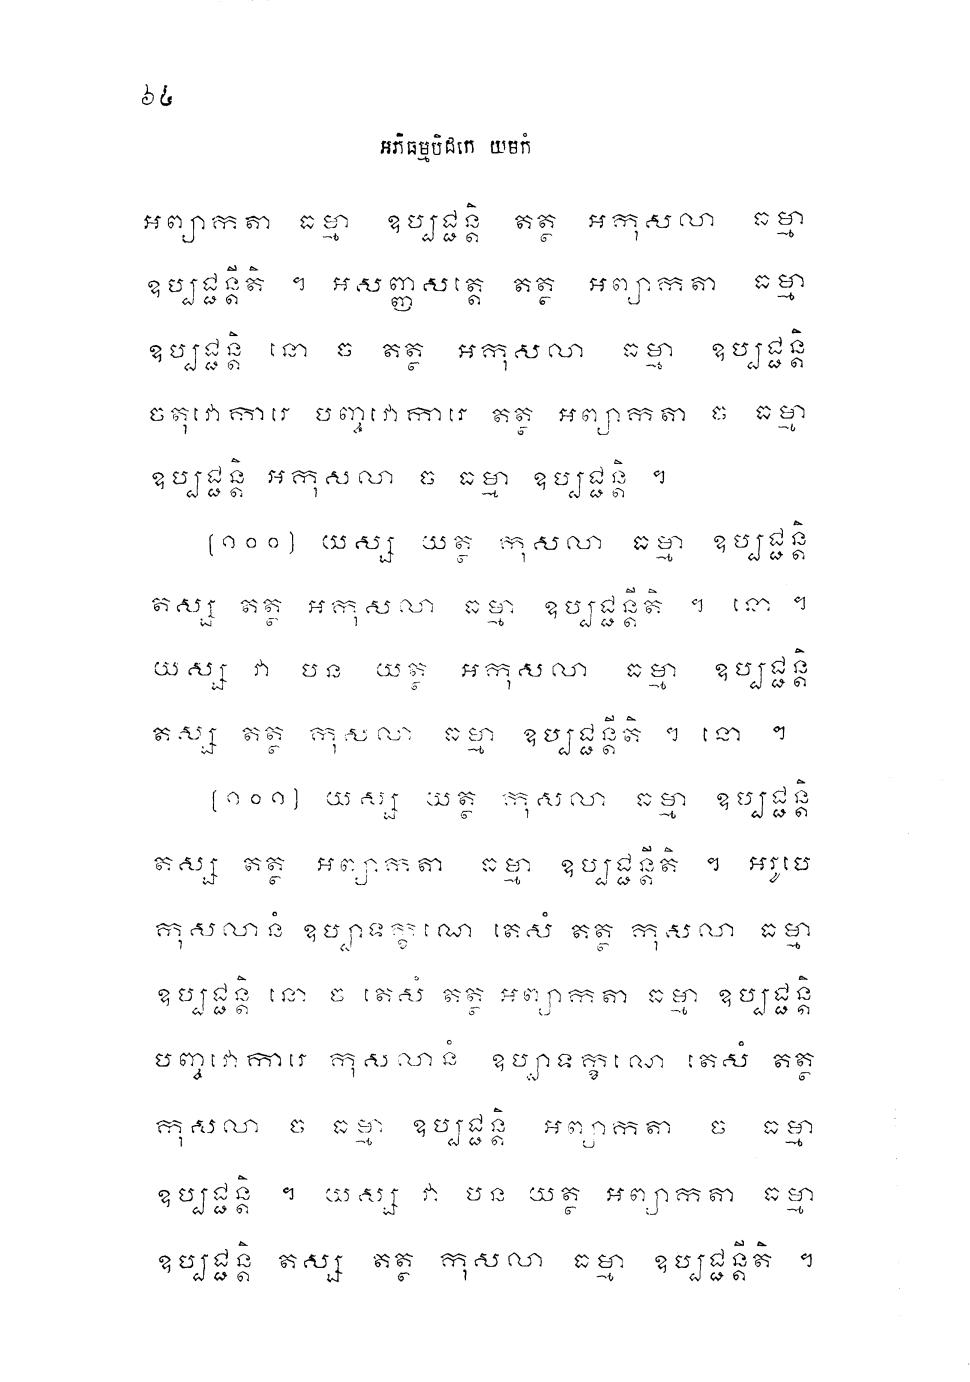 ៦៤
អភិធម្មបិដកេ យមកំ
អព្យាកតា ធម្មា ឧប្បជ្ជន្តិ តត្ថ អកុសលា ធម្មា
ឧប្បជ្ជន្តីតិ ។ អសញ្ញសត្តេ តត្ថ អព្យាកតា ធម្មា
ឧប្បជ្ជន្តិ នោ ច តត្ថ អកុសលា ធម្មា ឧប្បជ្ជន្តិ
ចតុវោការេ បញ្ចវោការេ តត្ថ អព្យាកតា ច ធម្មា
ឧប្បជ្ជន្តិ អកុសលា ច ធម្មា ឧប្បជ្ជន្តិ ។
[១០០] យស្ស យត្ថ កុសលា ធម្មា ឧប្បជ្ជន្តិ
តស្ស តត្ថ អកុសលា ធម្មា ឧប្បជ្ជន្តីតិ ។ នោ ។
យស្ស វា បន យត្ថ អកុសលា ធម្មា ឧប្បជ្ជន្តិ
តស្ស តត្ថ កុសលា ធម្មា ឧប្បជ្ជន្តីតិ ។ នោ ។
[១០១] យស្ស យត្ថ កុសលា ធម្មា ឧប្បជ្ជន្តិ
តស្ស តត្ថ អព្យាកតា ធម្មា ឧប្បជ្ជន្តីតិ ។ អរូបេ
កុសលានំ ឧប្បាទក្ខណេ តេសំ តត្ថ កុសលា ធម្មា
ឧប្បជ្ជន្តិ នោ ច តេសំ តត្ថ អព្យាកតា ធម្មា ឧប្បជ្ជន្តិ
បញ្ចវោការេ កុសលានំ ឧប្បាទក្ខណេ តេសំ តត្ថ
កុសលា ច ធម្មា ឧប្បជ្ជន្តិ អព្យាកតា ច ធម្មា
ឧប្បជ្ជន្តិ ។ យស្ស វា បន យត្ថ អព្យាកតា ធម្មា
ឧប្បជ្ជន្តិ តស្ស តត្ថ កុសលា ធម្មា ឧប្បជ្ជន្តីតិ ។